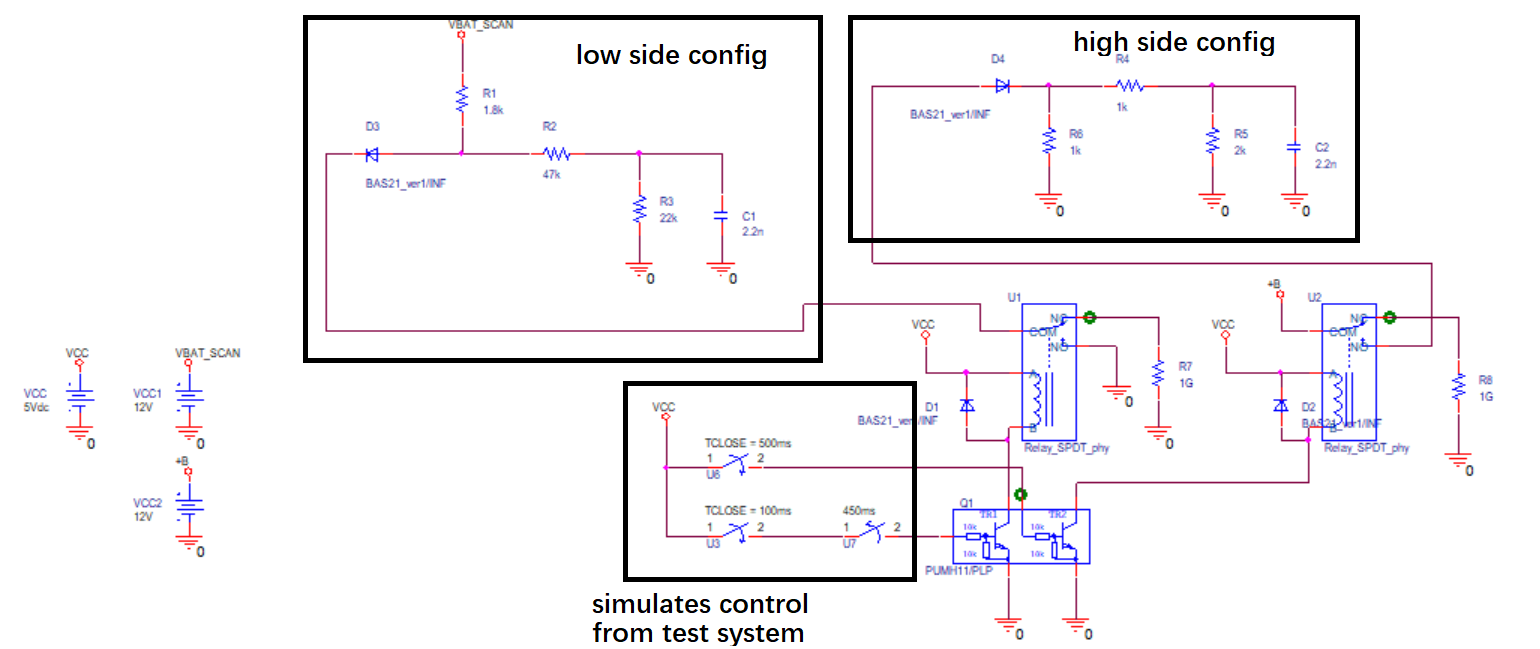 VBAT_SCAN
low side config
R1
1.8k
D3
BAS21_ver1/INF
R2
47k
R3
22k
C1
2.2n
0
0
high side config
D4
BAS21_ver1/INF
R4
1k
R6
1k
R5
2k
C2
2.2n
0
0
0
VCC
VCC
5Vdc
0
VBAT_SCAN
VCC1
12V
0
+B
VCC2
12V
0
U1
VCC
NC
COM
NO
A
B
D1
BAS21_ver1/INF
Relay_SPDT_phy
0
R7
1G
0
+B
U2
VCC
NC
COM
NO
A
B
D2
BAS21_ver1/INF
Relay_SPDT_phy
R8
1G
0
VCC
TCLOSE = 500ms
1 2
U6
TCLOSE = 100ms
1 2
U3
450ms
1 2
U7
Q1
TR1
TR2
10k
10k
10k
10k
PUMH11/PLP
0
0
simulates control
from test system